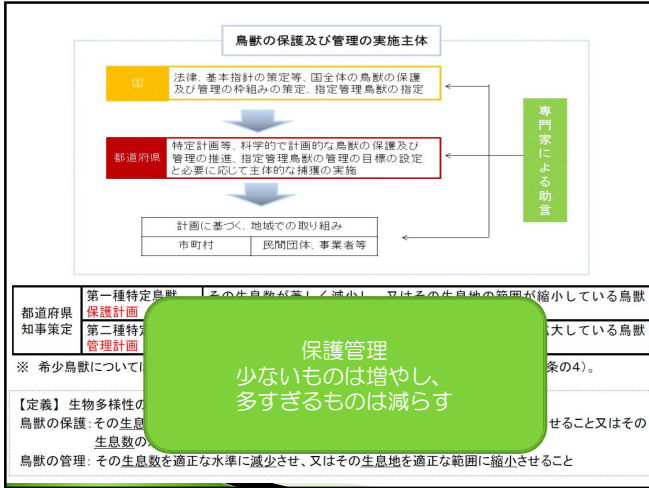 鳥獣の保護及び管理の実施主体
国
法律、基本指針の策定等、国全体の鳥獣の保護
及び管理の枠組みの策定、指定管理鳥獣の指定
都道府県
特定計画等、科学的で計画的な鳥獣の保護及び
管理の推進、指定管理鳥獣の管理の目標の設定
と必要に応じて主体的な捕獲の実施
専門家による助言
計画に基づく、地域での取り組み
市町村
民間団体、事業者等
都道府県
知事策定
第一種特定鳥獣
保護計画
その生息数が著しく減少し、又はその生息地の範囲が縮小している鳥獣
第二種特定
管理計画
大している鳥獣
※ 希少鳥獣について
条の4）。
保護管理
少ないものは増やし、
多すぎるものは減らす
【定義】 生物多様性の
鳥獣の保護：その生息
せること又はその
生息数の
鳥獣の管理： その生息数を適正な水準に減少させ、又はその生息地を適正な範囲に縮小させること